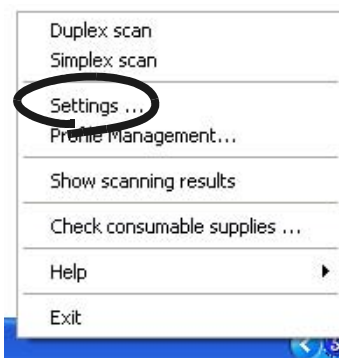 Duplex scan
Simplex scan
Settings ...
Profile Management...
Show scanning results
Check consumable supplies ...
Help
Exit